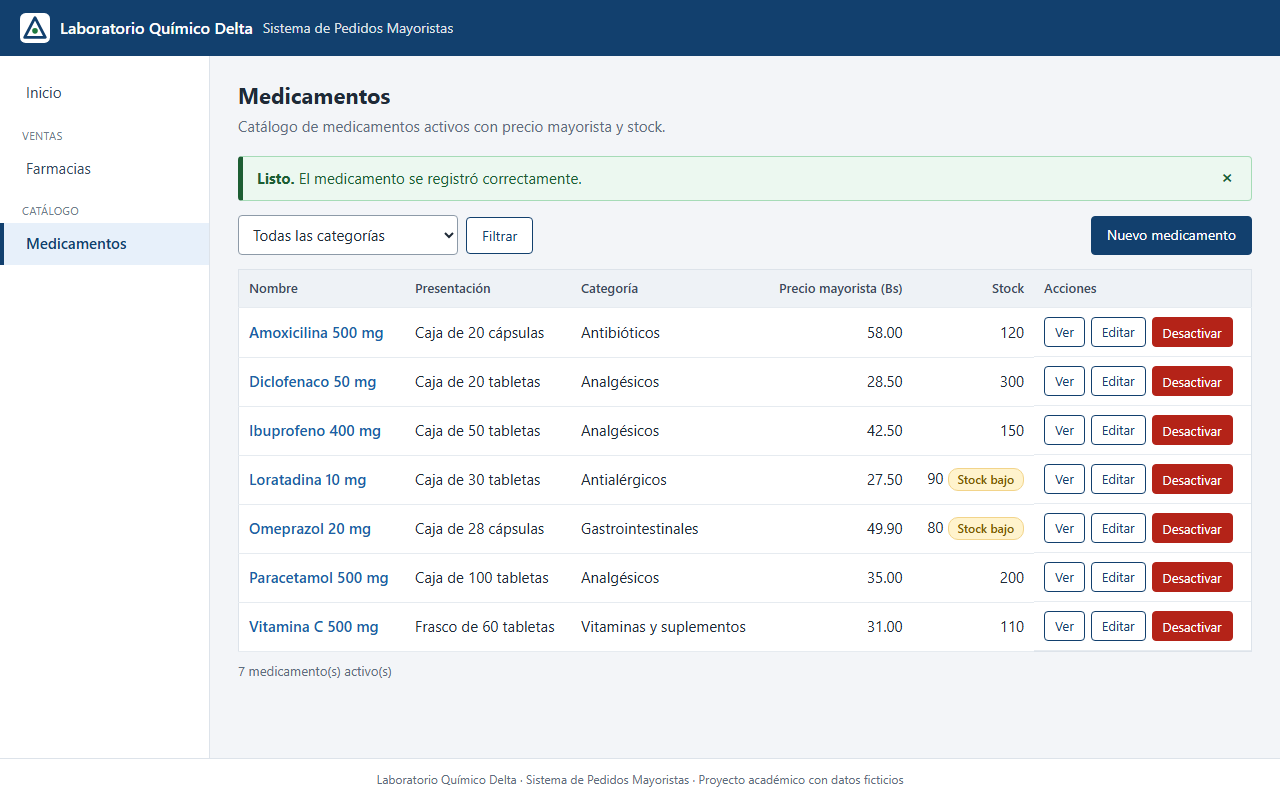 Laboratorio Químico Delta Sistema de Pedidos Mayoristas
Inicio
VENTAS
Farmacias
CATÁLOGO
Medicamentos
Medicamentos
Catálogo de medicamentos activos con precio mayorista y stock.
Listo. El medicamento se registró correctamente. ×
Todas las categorías Filtrar Nuevo medicamento
Nombre Presentación Categoría Precio mayorista (Bs) Stock Acciones
Amoxicilina 500 mg Caja de 20 cápsulas Antibióticos 58.00 120 Ver Editar Desactivar
Diclofenaco 50 mg Caja de 20 tabletas Analgésicos 28.50 300 Ver Editar Desactivar
Ibuprofeno 400 mg Caja de 50 tabletas Analgésicos 42.50 150 Ver Editar Desactivar
Loratadina 10 mg Caja de 30 tabletas Antialérgicos 27.50 90 Stock bajo Ver Editar Desactivar
Omeprazol 20 mg Caja de 28 cápsulas Gastrointestinales 49.90 80 Stock bajo Ver Editar Desactivar
Paracetamol 500 mg Caja de 100 tabletas Analgésicos 35.00 200 Ver Editar Desactivar
Vitamina C 500 mg Frasco de 60 tabletas Vitaminas y suplementos 31.00 110 Ver Editar Desactivar
7 medicamento(s) activo(s)
Laboratorio Químico Delta · Sistema de Pedidos Mayoristas · Proyecto académico con datos ficticios